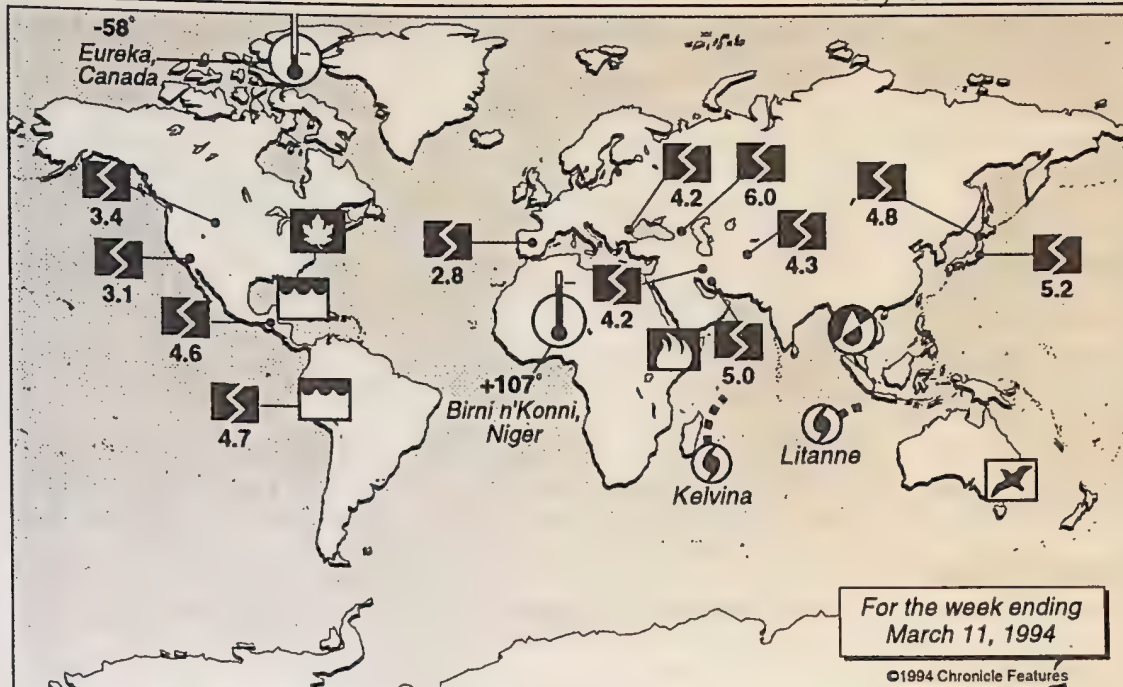 -58°
Eureka,
Canada
3.4
3.1
4.6
4.7
2.8
4.2
6.0
4.3
4.8
5.2
4.2
5.0
+107°
Birni n'Konni,
Niger
Kelvina
Litanne
For the week ending
March 11, 1994
©1994 Chronicle Features